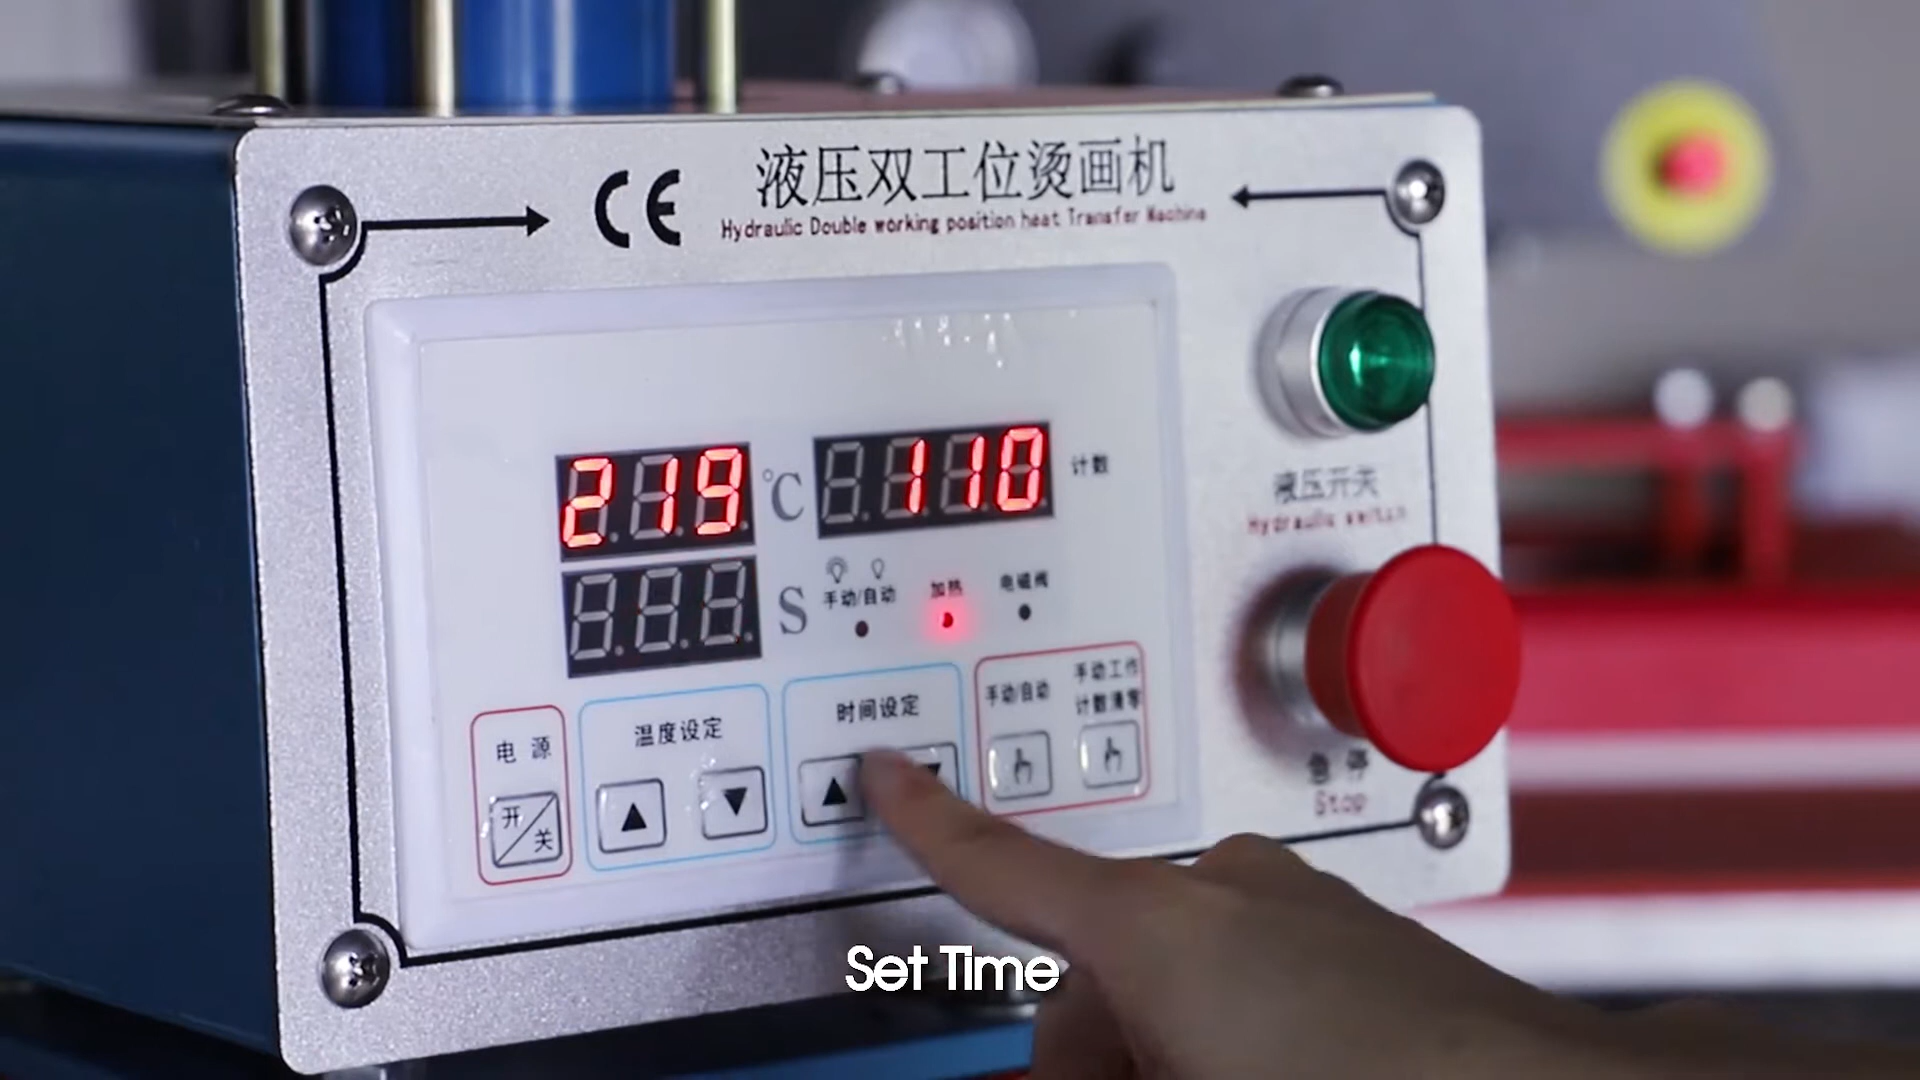 CE
液压双工位烫画机
Hydraulic Double working position heat Transfer Machine
219 ℃
110 计数
S
手动/自动
加热
电磁阀
液压开关
Hydraulic switch
电源
开/关
温度设定
▲ ▼
时间设定
▲ ▼
手动/自动
手动工作
计数清零
急停
Stop
Set Time